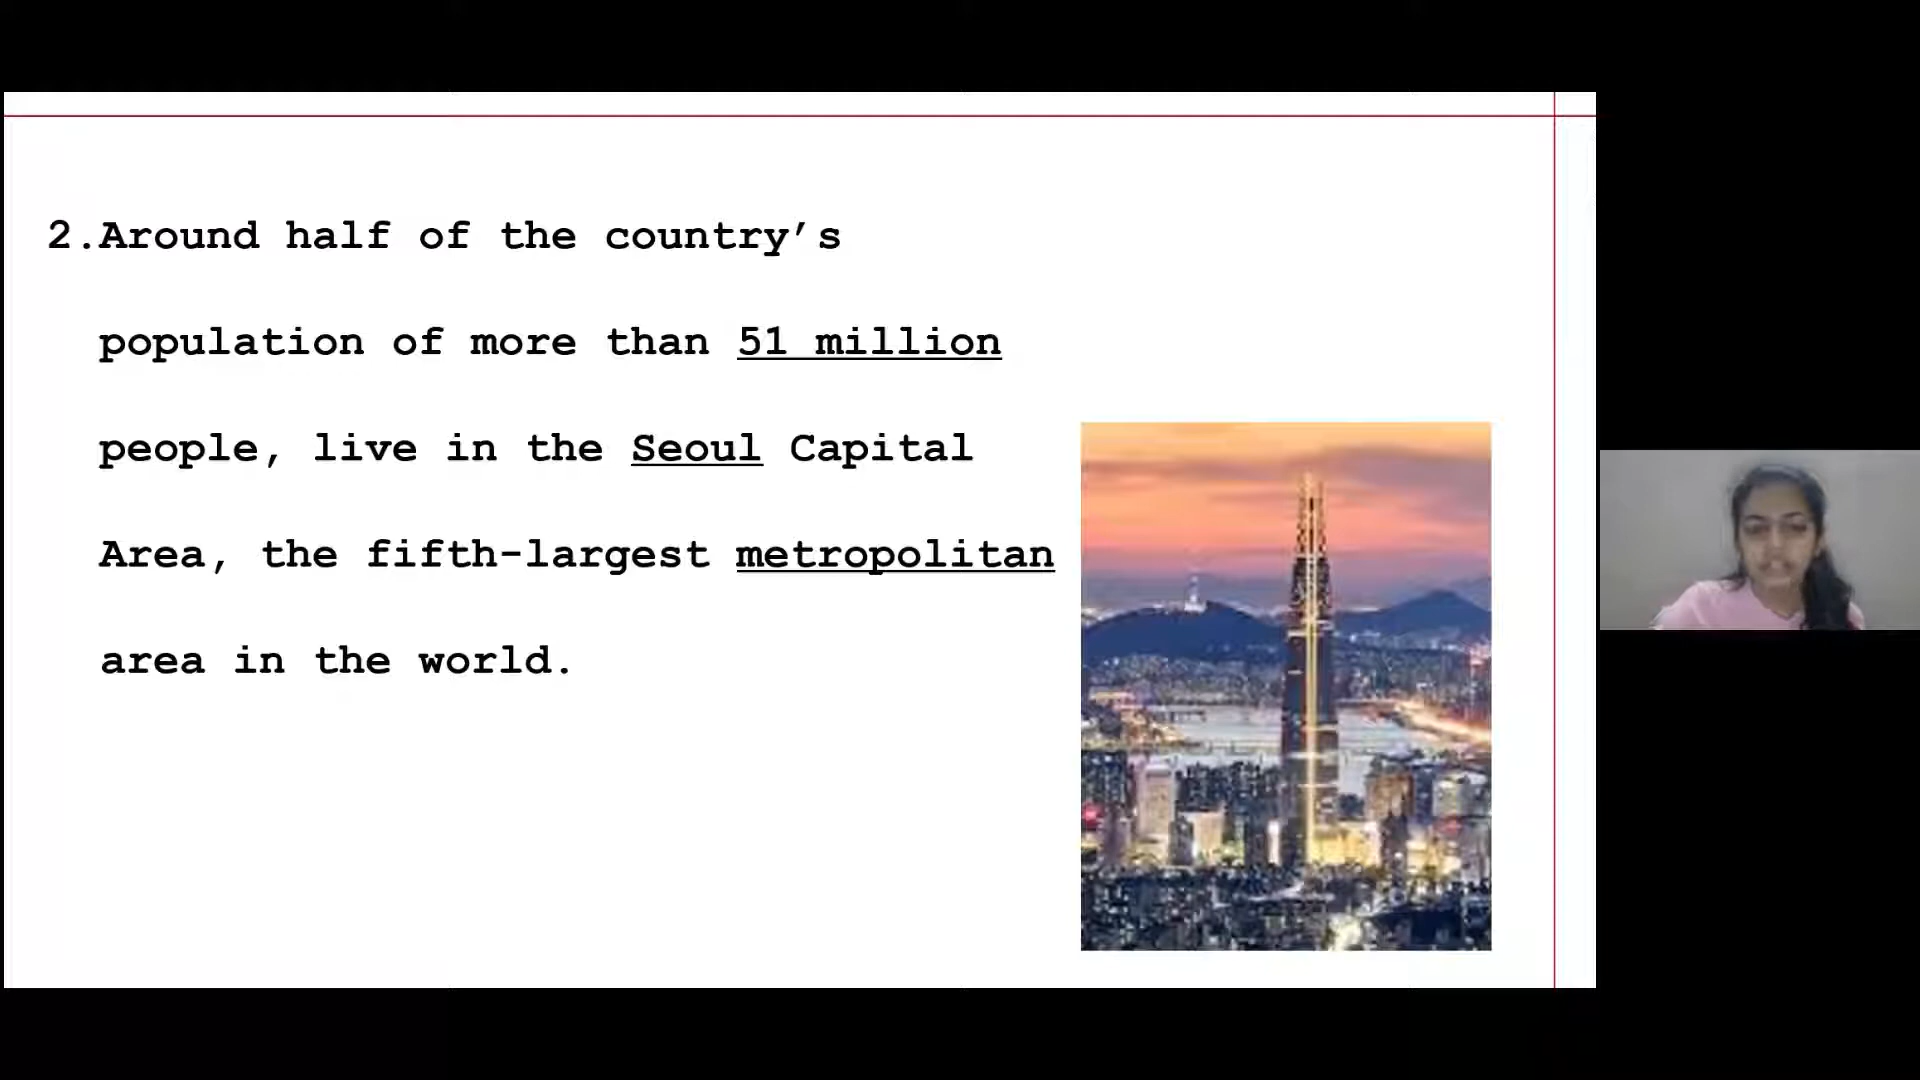 2.Around half of the country’s
population of more than 51 million
people, live in the Seoul Capital
Area, the fifth-largest metropolitan
area in the world.